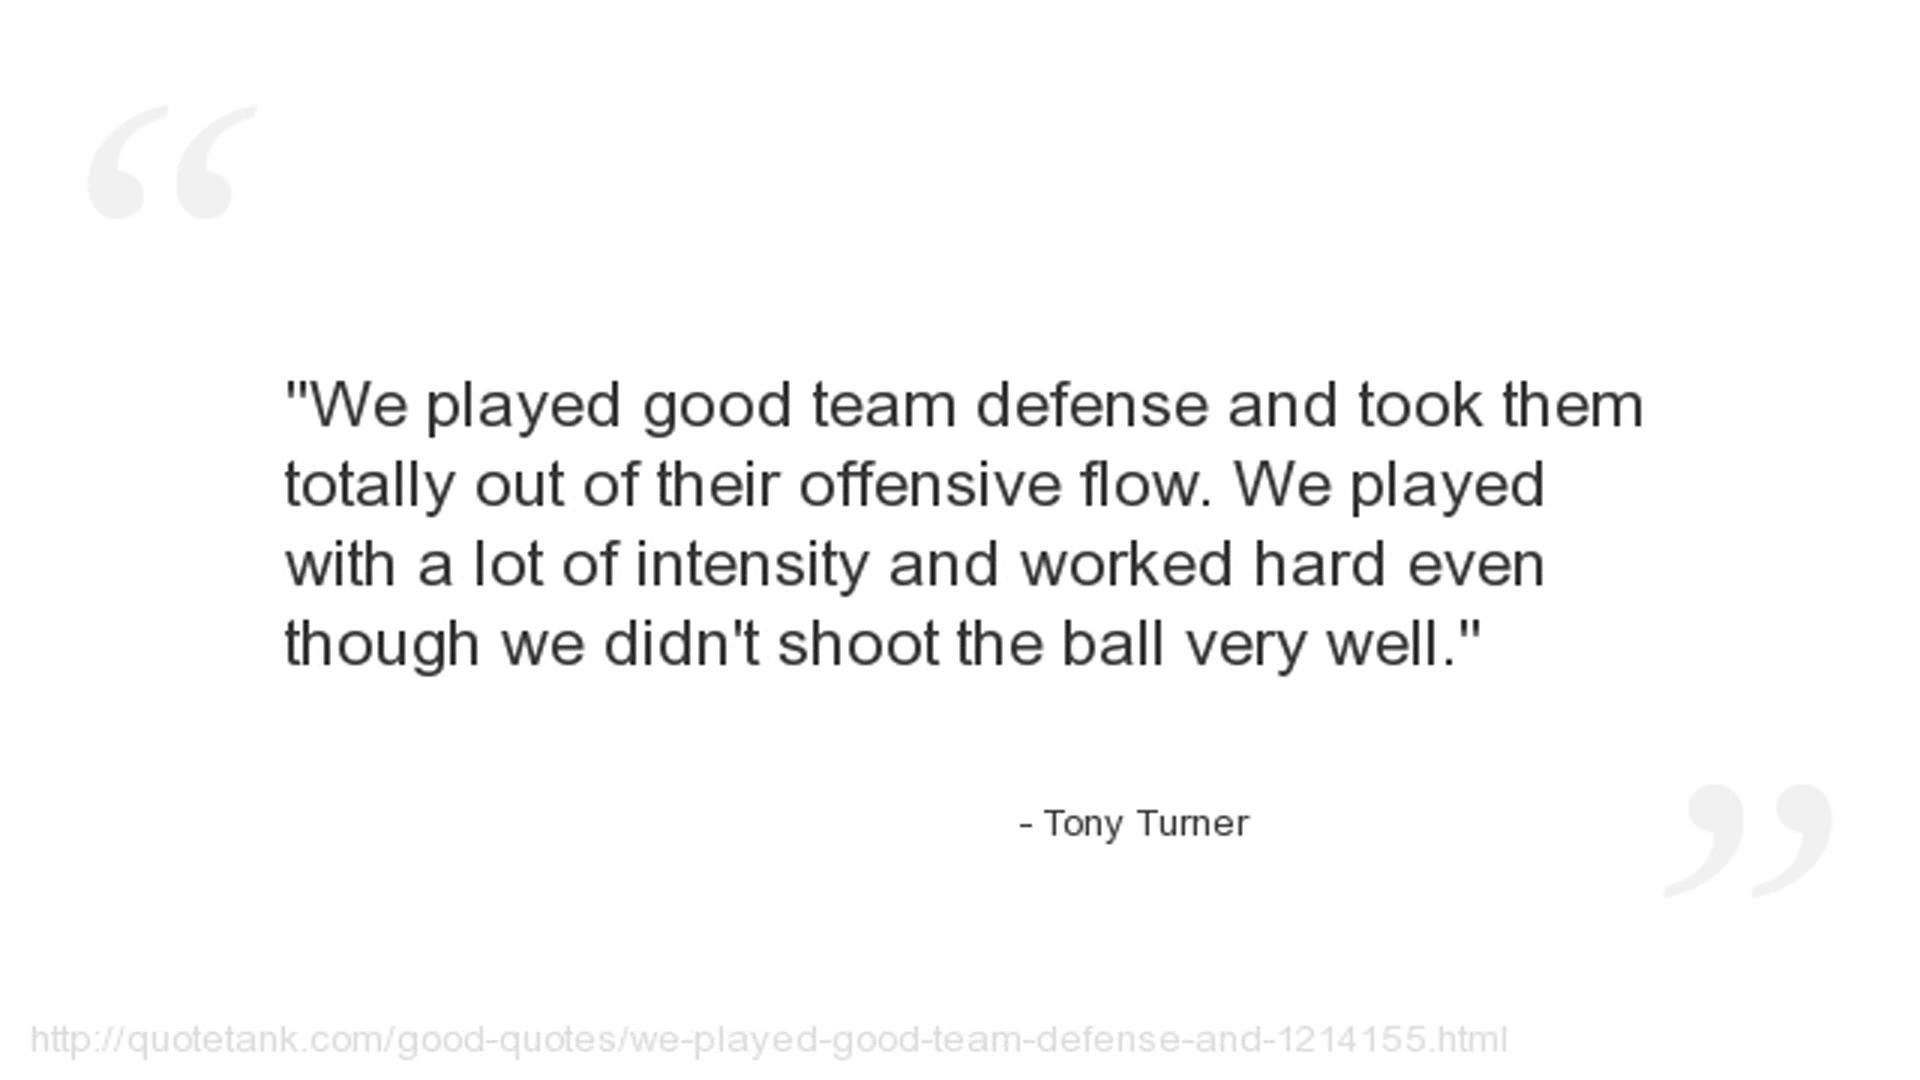 "We played good team defense and took them
totally out of their offensive flow. We played
with a lot of intensity and worked hard even
though we didn't shoot the ball very well."
- Tony Turner
http://quotetank.com/good-quotes/we-played-good-team-defense-and-1214155.html